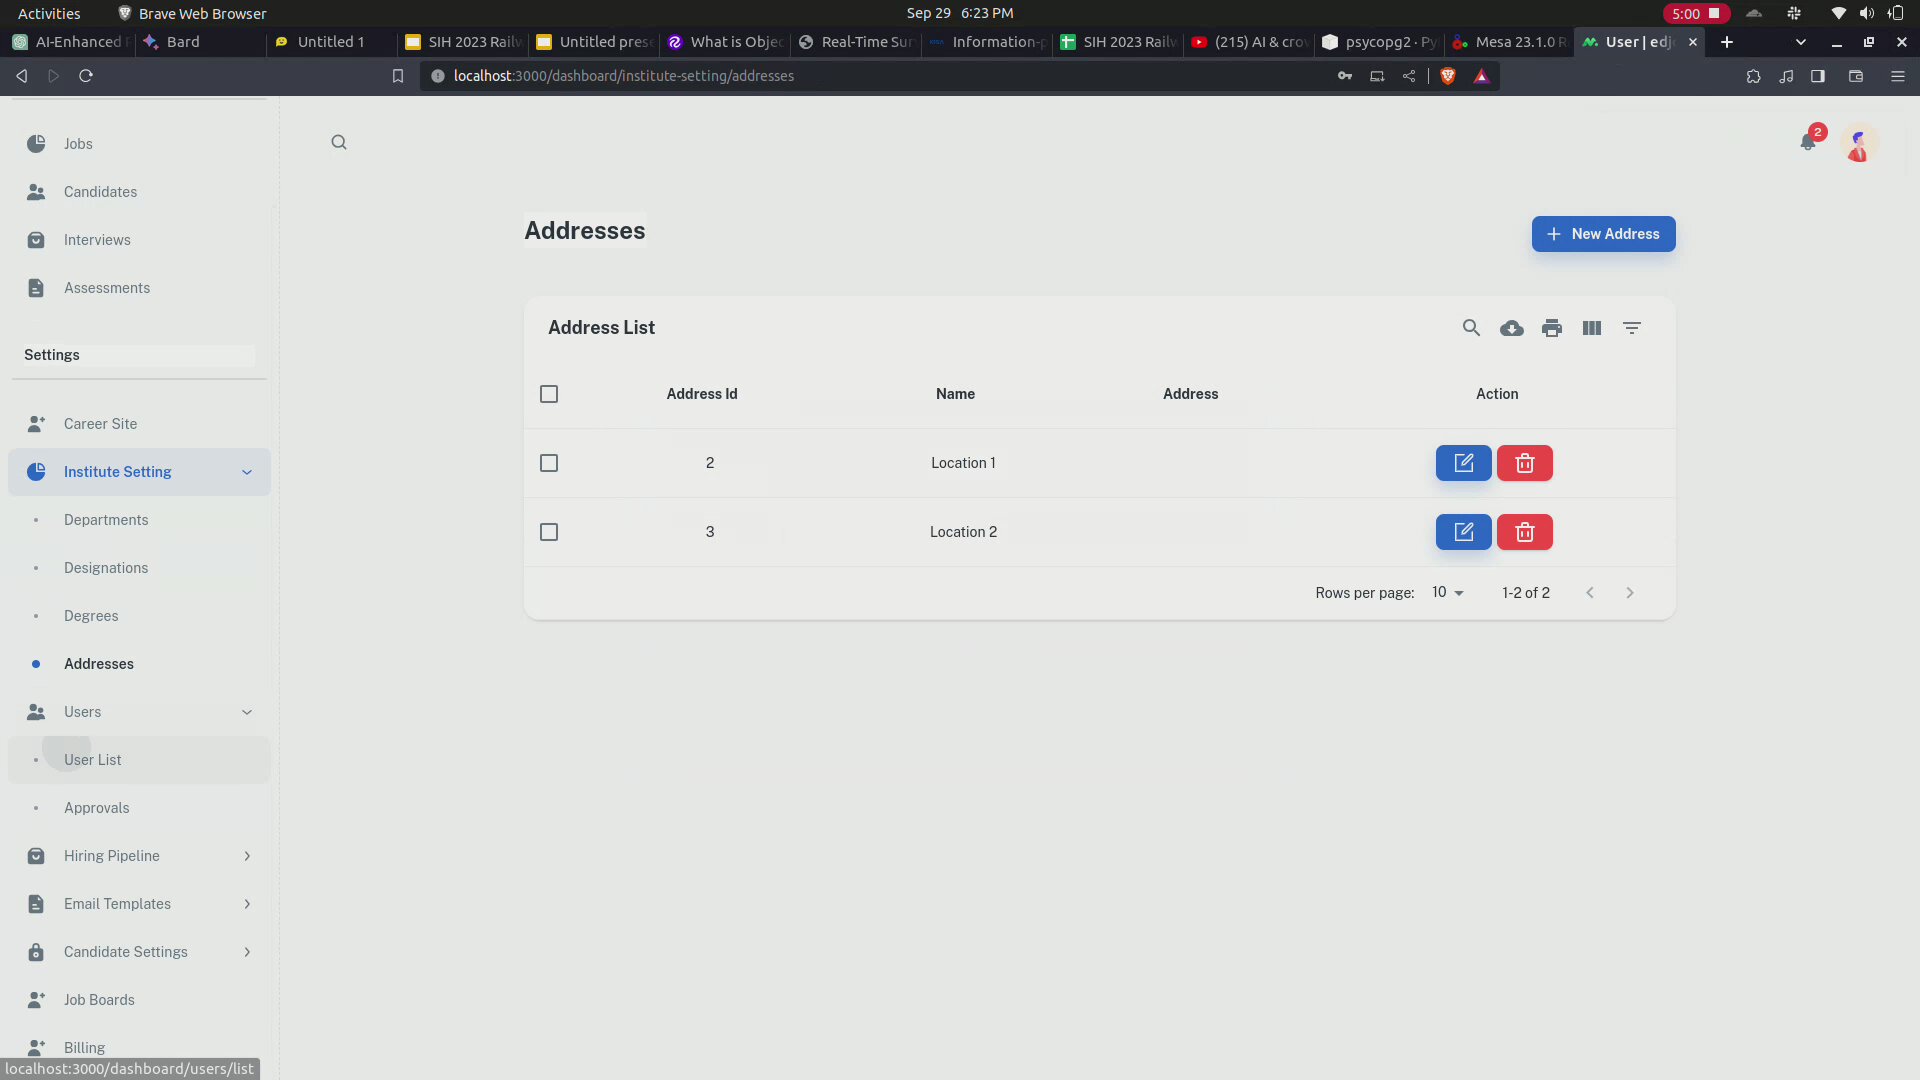 Activities
Brave Web Browser
Sep 29 6:23 PM
5:00
AI-Enhanced
Bard
Untitled 1
SIH 2023 Railw
Untitled prese
What is Objec
Real-Time Sur
Information-p
SIH 2023 Railw
(215) AI & crow
psycopg2 · Py
Mesa 23.1.0 R
User | edjo
localhost:3000/dashboard/institute-setting/addresses
Jobs
Candidates
Interviews
Assessments
Settings
Career Site
Institute Setting
Departments
Designations
Degrees
Addresses
Users
User List
Approvals
Hiring Pipeline
Email Templates
Candidate Settings
Job Boards
Billing
localhost:3000/dashboard/users/list
2
Addresses
New Address
Address List
Address Id Name Address Action
2 Location 1
3 Location 2
Rows per page: 10 1-2 of 2